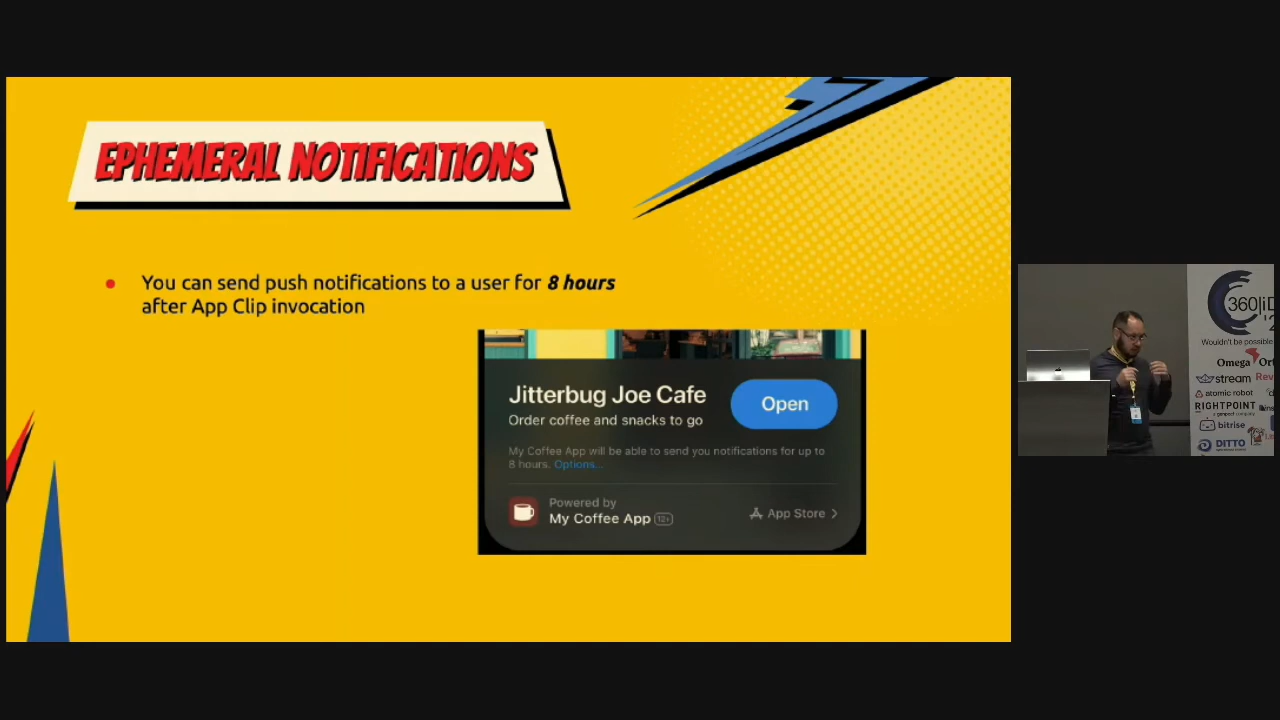 EPHEMERAL NOTIFICATIONS
You can send push notifications to a user for 8 hours
after App Clip invocation
Jitterbug Joe Cafe
Order coffee and snacks to go
Open
My Coffee App will be able to send you notifications for up to
8 hours. Options...
Powered by
My Coffee App 12+
App Store
360|iD
Wouldn't be possible
Omega
stream
atomic robot
RIGHTPOINT
bitrise
DITTO